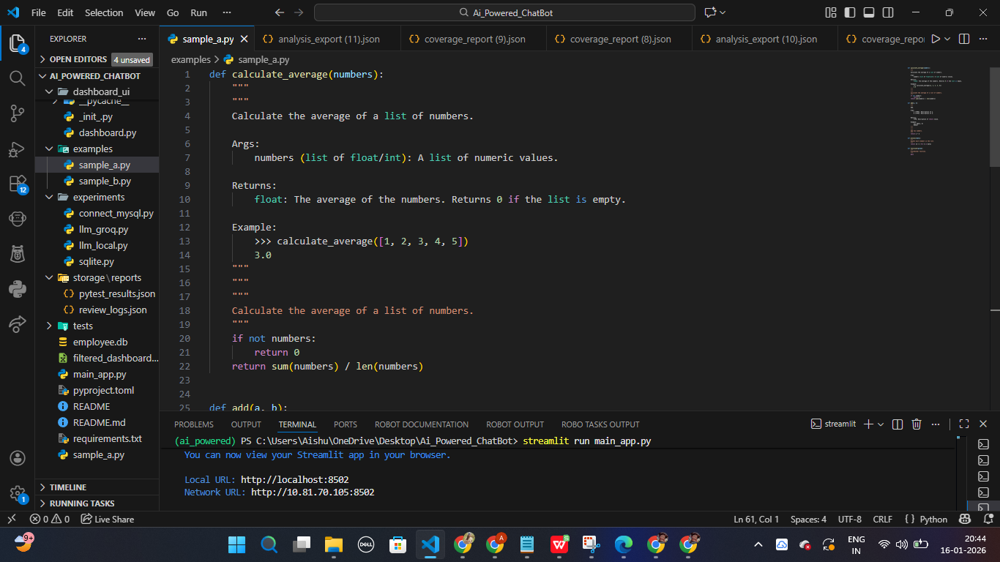 File Edit Selection View Go Run ··· Ai_Powered_ChatBot
EXPLORER ···
OPEN EDITORS 4 unsaved
AI_POWERED_CHATBOT
dashboard_ui
__pycache__
_init_.py
dashboard.py
examples
sample_a.py
sample_b.py
experiments
connect_mysql.py
llm_groq.py
llm_local.py
sqlite.py
storage\reports
pytest_results.json
review_logs.json
tests
employee.db
filtered_dashboard...
main_app.py
pyproject.toml
README
README.md
requirements.txt
sample_a.py
TIMELINE
RUNNING TASKS
4
12
1
sample_a.py analysis_export (11).json coverage_report (9).json coverage_report (8).json analysis_export (10).json coverage_repo
examples > sample_a.py
1 def calculate_average(numbers):
2 """
3 """
4 Calculate the average of a list of numbers.
5
6 Args:
7 numbers (list of float/int): A list of numeric values.
8
9 Returns:
10 float: The average of the numbers. Returns 0 if the list is empty.
11
12 Example:
13 >>> calculate_average([1, 2, 3, 4, 5])
14 3.0
15 """
16 """
17 """
18 Calculate the average of a list of numbers.
19 """
20 if not numbers:
21 return 0
22 return sum(numbers) / len(numbers)
23
24
25 def add(a, b):
PROBLEMS OUTPUT TERMINAL PORTS ROBOT DOCUMENTATION ROBOT OUTPUT ROBO TASKS OUTPUT streamlit
(ai_powered) PS C:\Users\Aishu\OneDrive\Desktop\Ai_Powered_ChatBot> streamlit run main_app.py
You can now view your Streamlit app in your browser.
Local URL: http://localhost:8502
Network URL: http://10.81.70.105:8502
0 0 Live Share Ln 61, Col 1 Spaces: 4 UTF-8 CRLF { } Python
9+ DELL A W ENG
IN
20:44
16-01-2026